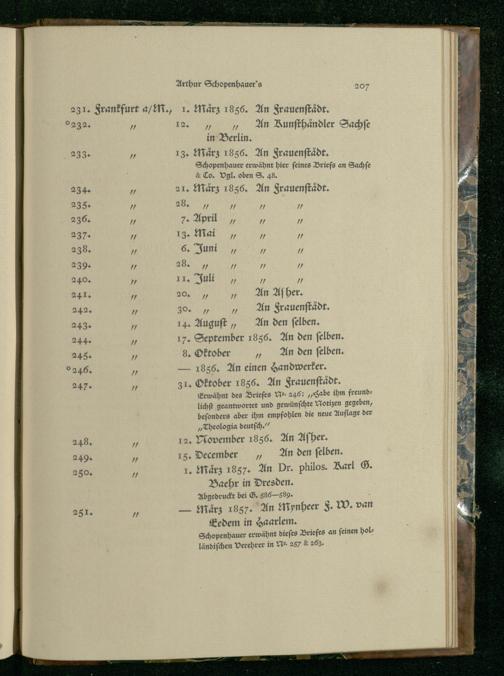 Arthur Schopenhauer's 207
231. Frankfurt a/M., 1. März 1856. An Frauenstädt.
°232. „ 12. „ „ An Kunsthändler Sachse
in Berlin.
233. „ 13. März 1856. An Frauenstädt.
Schopenhauer erwähnt hier seines Briefs an Sachse
& Co. Vgl. oben S. 48.
234. „ 21. März 1856. An Frauenstädt.
235. „ 28. „ „ „ „
236. „ 7. April „ „ „
237. „ 13. Mai „ „ „
238. „ 6. Juni „ „ „
239. „ 28. „ „ „ „
240. „ 11. Juli „ „ „
241. „ 20. „ „ An Asher.
242. „ 30. „ „ An Frauenstädt.
243. „ 14. August „ An den selben.
244. „ 17. September 1856. An den selben.
245. „ 8. Oktober „ An den selben.
°246. „ — 1856. An einen Handwerker.
247. „ 31. Oktober 1856. An Frauenstädt.
Erwähnt des Briefes No. 246: „Habe ihm freund-
lichst geantwortet und gewünschte Notizen gegeben,
besonders aber ihm empfohlen die neue Auflage der
„Theologia deutsch.“
248. „ 12. November 1856. An Asher.
249. „ 15. December „ An den selben.
250. „ 1. März 1857. An Dr. philos. Karl G.
Baehr in Dresden.
Abgedruckt bei G. 586—589.
251. „ — März 1857. An Mynheer F. W. van
Eedem in Haarlem.
Schopenhauer erwähnt dieses Briefes an seinen hol-
ländischen Verehrer in No. 257 & 263.